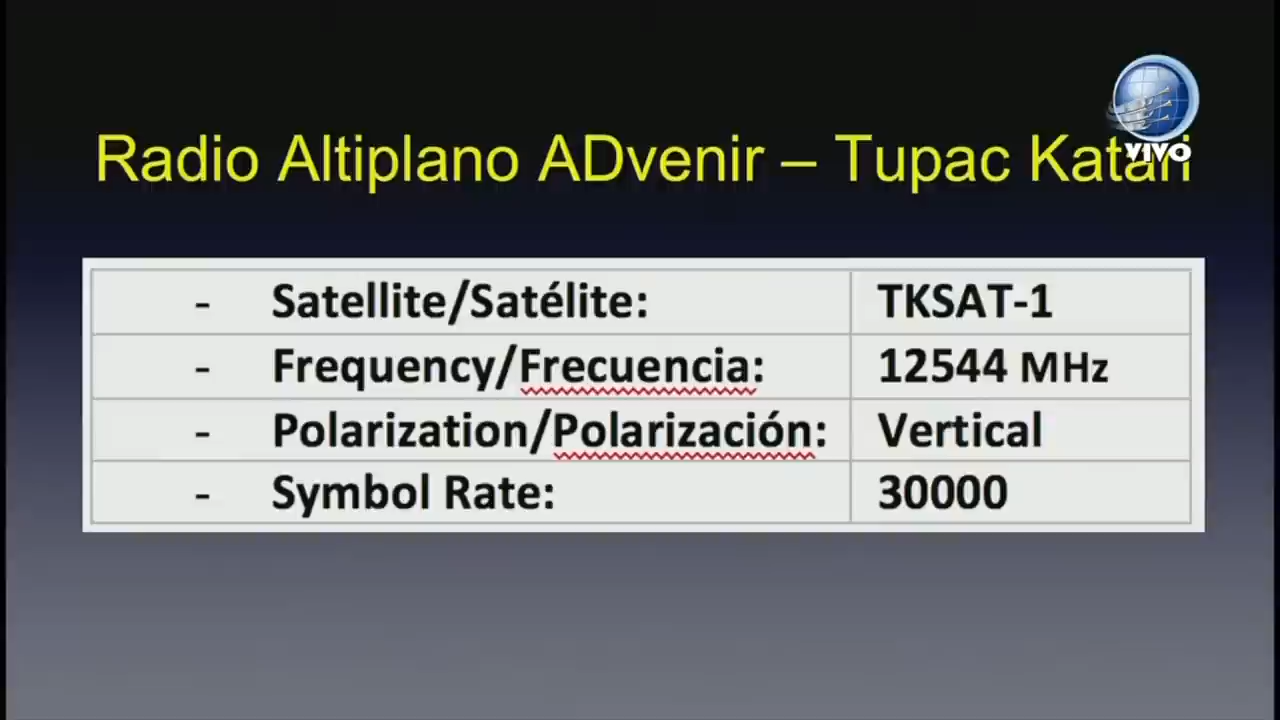 Radio Altiplano ADvenir – Tupac Katari
VIVO
- Satellite/Satélite: TKSAT-1
- Frequency/Frecuencia: 12544 MHz
- Polarization/Polarización: Vertical
- Symbol Rate: 30000